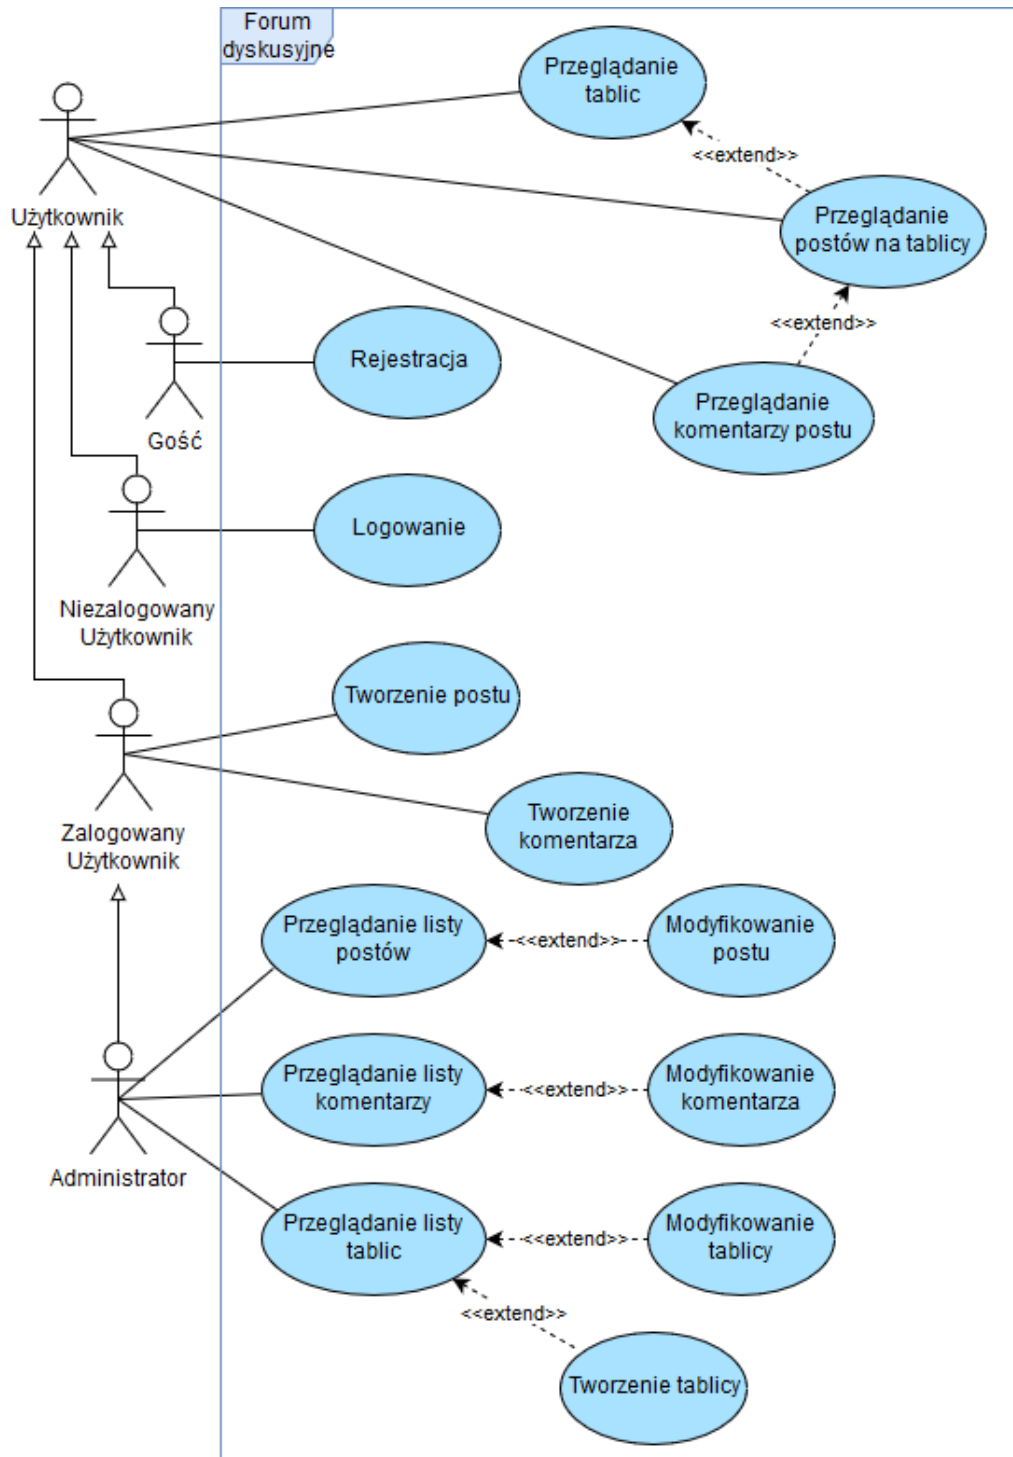 Forum
dyskusyjne
Przeglądanie
tablic
<<extend>>
Użytkownik
Przeglądanie
postów na tablicy
<<extend>>
Rejestracja
Przeglądanie
komentarzy postu
Gość
Logowanie
Niezalogowany
Użytkownik
Tworzenie postu
Tworzenie
komentarza
Zalogowany
Użytkownik
Przeglądanie listy
postów
<<extend>>
Modyfikowanie
postu
Przeglądanie listy
komentarzy
<<extend>>
Modyfikowanie
komentarza
Administrator
Przeglądanie listy
tablic
<<extend>>
Modyfikowanie
tablicy
<<extend>>
Tworzenie tablicy